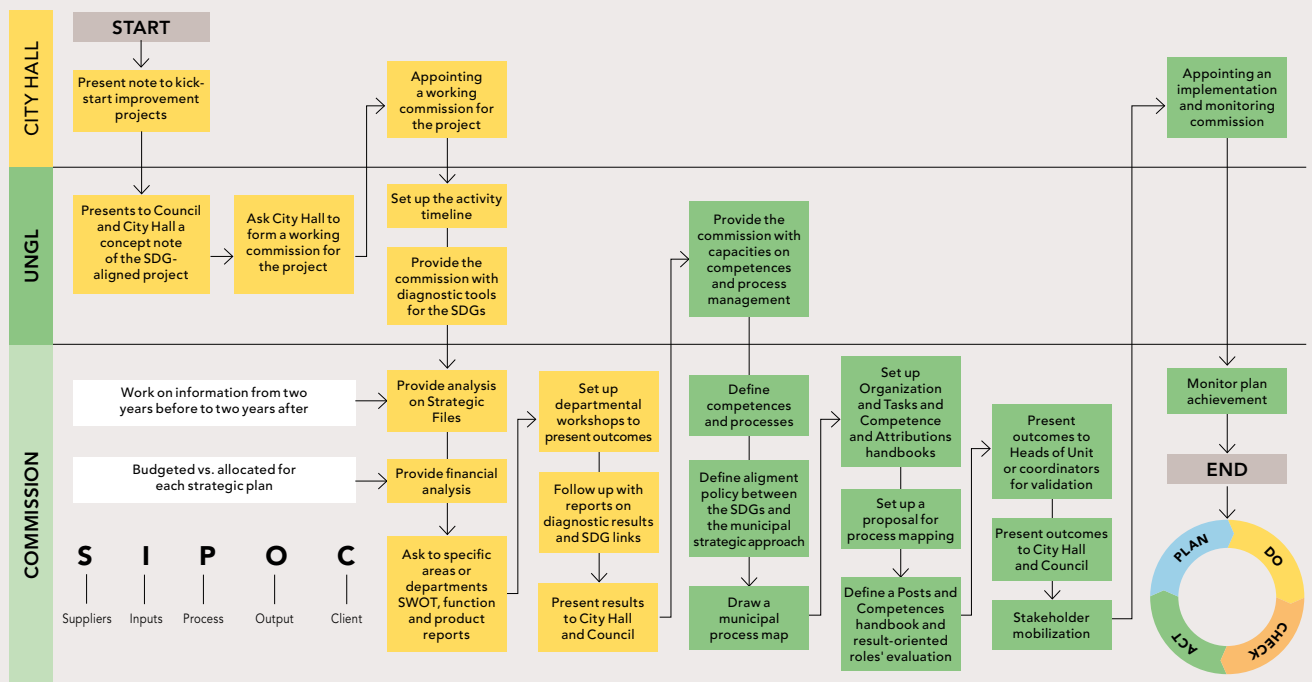 CITY HALL
START
Present note to kick-
start improvement
projects
Appointing
a working
commission for
the project
Appointing an
implementation
and monitoring
commission
UNGL
Presents to Council
and City Hall a
concept note
of the SDG-
aligned project
Ask City Hall to
form a working
commission for
the project
Set up the activity
timeline
Provide the
commission with
diagnostic tools
for the SDGs
Provide the
commission with
capacities on
competences
and process
management
COMMISSION
Work on information from two
years before to two years after
Budgeted vs. allocated for
each strategic plan
S I P O C
Suppliers Inputs Process Output Client
Provide analysis
on Strategic
Files
Provide financial
analysis
Ask to specific
areas or
departments
SWOT, function
and product
reports
Set up
departmental
workshops to
present outcomes
Follow up with
reports on
diagnostic results
and SDG links
Present results
to City Hall
and Council
Define
competences
and processes
Define aligment
policy between
the SDGs and
the municipal
strategic approach
Draw a
municipal
process map
Set up
Organization
and Tasks and
Competence
and Attributions
handbooks
Set up a
proposal for
process mapping
Define a Posts and
Competences
handbook and
result-oriented
roles' evaluation
Present
outcomes to
Heads of Unit
or coordinators
for validation
Present outcomes
to City Hall
and Council
Stakeholder
mobilization
Monitor plan
achievement
END
PLAN
DO
CHECK
ACT